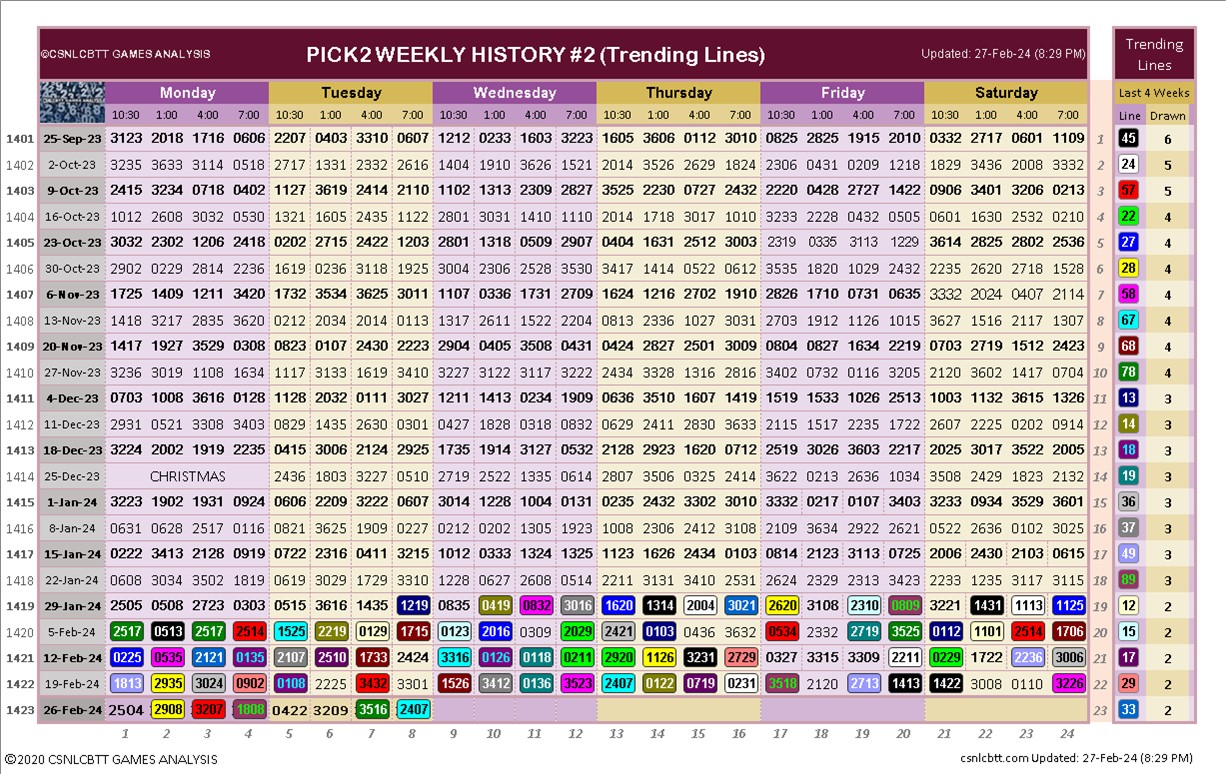 ©CSNLCBTT GAMES ANALYSIS PICK2 WEEKLY HISTORY #2 (Trending Lines) Updated: 27-Feb-24 (8:29 PM) Trending Lines
Monday Tuesday Wednesday Thursday Friday Saturday Last 4 Weeks
10:30 1:00 4:00 7:00 10:30 1:00 4:00 7:00 10:30 1:00 4:00 7:00 10:30 1:00 4:00 7:00 10:30 1:00 4:00 7:00 10:30 1:00 4:00 7:00 Line Drawn
1401 25-Sep-23 3123 2018 1716 0606 2207 0403 3310 0607 1212 0233 1603 3223 1605 3606 0112 3010 0825 2825 1915 2010 0332 2717 0601 1109 1 45 6
1402 2-Oct-23 3235 3633 3114 0518 2717 1331 2332 2616 1404 1910 3626 1521 2014 3526 2629 1824 2306 0431 0209 1218 1829 3436 2008 3332 2 24 5
1403 9-Oct-23 2415 3234 0718 0402 1127 3619 2414 2110 1102 1313 2309 2827 3525 2230 0727 2432 2220 0428 2727 1422 0906 3401 3206 0213 3 57 5
1404 16-Oct-23 1012 2608 3032 0530 1321 1605 2435 1122 2801 3031 1410 1110 2014 1718 3017 1010 3233 2228 0432 0505 0601 1630 2532 0210 4 22 4
1405 23-Oct-23 3032 2302 1206 2418 0202 2715 2422 1203 2801 1318 0509 2907 0404 1631 2512 3003 2319 0335 3113 1229 3614 2825 2802 2536 5 27 4
1406 30-Oct-23 2902 0229 2814 2236 1619 0236 3118 1925 3004 2306 2528 3530 3417 1414 0522 0612 3535 1820 1029 2432 2235 2620 2718 1528 6 28 4
1407 6-Nov-23 1725 1409 1211 3420 1732 3534 3625 3011 1107 0336 1731 2709 1624 1216 2702 1910 2826 1710 0731 0635 3332 2024 0407 2114 7 58 4
1408 13-Nov-23 1418 3217 2835 3620 0212 2034 2014 0113 1317 2611 1522 2204 0813 2336 1027 3031 2703 1912 1126 1015 3627 1516 2117 1307 8 67 4
1409 20-Nov-23 1417 1927 3529 0308 0823 0107 2430 2223 2904 0405 3508 0431 0424 2827 2501 3009 0804 0827 1634 2219 0703 2719 1512 2423 9 68 4
1410 27-Nov-23 3236 3019 1108 1634 1117 3133 1619 3410 3227 3122 3117 3222 2434 3328 1316 2816 3402 0732 0116 3205 2120 3602 1417 0704 10 78 4
1411 4-Dec-23 0703 1008 3616 0128 1128 2032 0111 3027 1211 1413 0234 1909 0636 3510 1607 1419 1519 1533 1026 2513 1003 1132 3615 1326 11 13 3
1412 11-Dec-23 2931 0521 3308 3403 0829 1435 2630 0301 0427 1828 0318 0832 0629 2411 2830 3633 2115 1517 2235 1722 2607 2225 0202 0914 12 14 3
1413 18-Dec-23 3224 2002 1919 2235 0415 3006 2124 2921 1735 1914 3127 0532 2128 2923 1620 0712 2519 3026 3603 2217 2025 3017 3522 2005 13 18 3
1414 25-Dec-23 CHRISTMAS 2436 1803 3227 0511 2719 2522 1335 0614 2807 3506 0325 2414 3622 0213 2636 1034 3508 2429 1823 2132 14 19 3
1415 1-Jan-24 3223 1902 1931 0924 0606 2209 3222 0607 3014 1228 1004 0131 0235 2432 3302 3010 3332 0217 0107 3403 3233 0934 3529 3601 15 36 3
1416 8-Jan-24 0631 0628 2517 0116 0821 3625 1909 0227 0212 0202 1305 1923 1008 2306 2412 3108 2109 3634 2922 2621 0522 2636 0102 3025 16 37 3
1417 15-Jan-24 0222 3413 2128 0919 0722 2316 0411 3215 1012 0333 1324 1325 1123 1626 2434 0103 0814 2123 3113 0725 2006 2430 2103 0615 17 49 3
1418 22-Jan-24 0608 3034 3502 1819 0619 3029 1729 3310 1228 0627 2608 0514 2211 3131 3410 2531 2624 2329 2313 3423 2233 1235 3117 3115 18 89 3
1419 29-Jan-24 2505 0508 2723 0303 0515 3616 1435 1219 0835 0419 0832 3016 1620 1314 2004 3021 2620 3108 2310 0809 3221 1431 1113 1125 19 12 2
1420 5-Feb-24 2517 0513 2517 2514 1525 2219 0129 1715 0123 2016 0309 2029 2421 0103 0436 3632 0534 2332 2719 3525 0112 1101 2514 1706 20 15 2
1421 12-Feb-24 0225 0535 2121 0135 2107 2510 1733 2424 3316 0126 0118 0211 2920 1126 3231 2729 0327 3315 3309 2211 0229 1722 2236 3006 21 17 2
1422 19-Feb-24 1813 2935 3024 0902 0108 2225 3432 3301 1526 3412 0136 3523 2407 0122 0719 0231 3518 2120 2713 1413 1422 3008 0110 3226 22 29 2
1423 26-Feb-24 2504 2908 3207 1808 0422 3209 3516 2407 23 33 2
1 2 3 4 5 6 7 8 9 10 11 12 13 14 15 16 17 18 19 20 21 22 23 24
©2020 CSNLCBTT GAMES ANALYSIS csnlcbtt.com Updated: 27-Feb-24 (8:29 PM)